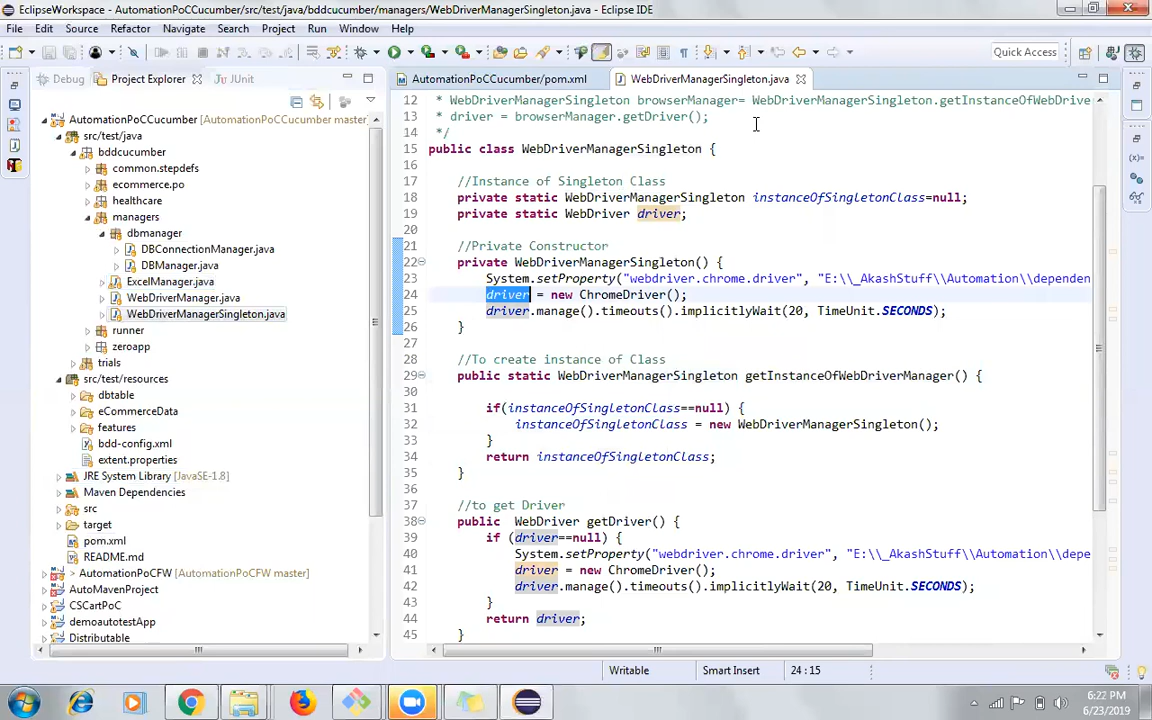 EclipseWorkspace - AutomationPoCCucumber/src/test/java/bddcucumber/managers/WebDriverManagerSingleton.java - Eclipse IDE
File Edit Source Refactor Navigate Search Project Run Window Help
Quick Access
Debug Project Explorer JUnit
AutomationPoCCucumber [AutomationPoCCucumber master]
src/test/java
bddcucumber
common.stepdefs
ecommerce.po
healthcare
managers
dbmanager
DBConnectionManager.java
DBManager.java
ExcelManager.java
WebDriverManager.java
WebDriverManagerSingleton.java
runner
zeroapp
trials
src/test/resources
dbtable
eCommerceData
features
bdd-config.xml
extent.properties
JRE System Library [JavaSE-1.8]
Maven Dependencies
src
target
pom.xml
README.md
> AutomationPoCFW [AutomationPoCFW master]
AutoMavenProject
CSCartPoC
demoautotestApp
Distributable
AutomationPoCCucumber/pom.xml WebDriverManagerSingleton.java
12 * WebDriverManagerSingleton browserManager= WebDriverManagerSingleton.getInstanceOfWebDrive
13 * driver = browserManager.getDriver();
14 */
15 public class WebDriverManagerSingleton {
16
17 //Instance of Singleton Class
18 private static WebDriverManagerSingleton instanceOfSingletonClass=null;
19 private static WebDriver driver;
20
21 //Private Constructor
22 private WebDriverManagerSingleton() {
23 System.setProperty("webdriver.chrome.driver", "E:\\_AkashStuff\\Automation\\dependen
24 driver = new ChromeDriver();
25 driver.manage().timeouts().implicitlyWait(20, TimeUnit.SECONDS);
26 }
27
28 //To create instance of Class
29 public static WebDriverManagerSingleton getInstanceOfWebDriverManager() {
30
31 if(instanceOfSingletonClass==null) {
32 instanceOfSingletonClass = new WebDriverManagerSingleton();
33 }
34 return instanceOfSingletonClass;
35 }
36
37 //to get Driver
38 public WebDriver getDriver() {
39 if (driver==null) {
40 System.setProperty("webdriver.chrome.driver", "E:\\_AkashStuff\\Automation\\depe
41 driver = new ChromeDriver();
42 driver.manage().timeouts().implicitlyWait(20, TimeUnit.SECONDS);
43 }
44 return driver;
45 }
Writable Smart Insert 24 : 15
6:22 PM
6/23/2019